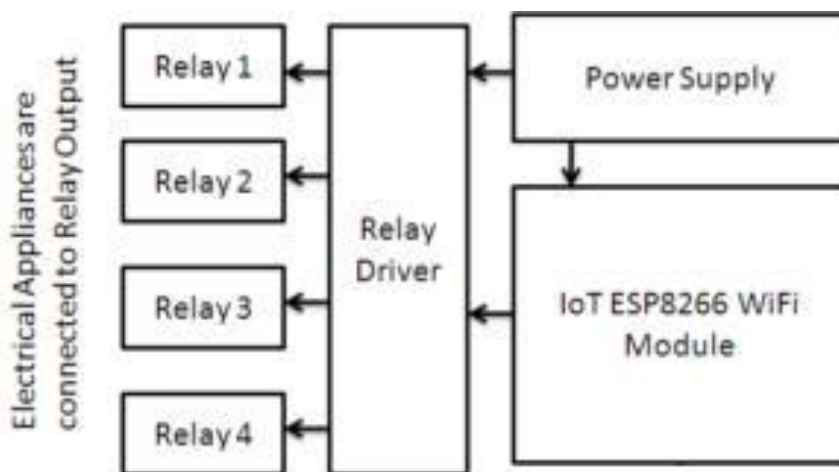 Electrical Appliances are
connected to Relay Output
Relay 1
Relay 2
Relay 3
Relay 4
Relay
Driver
Power Supply
IoT ESP8266 WiFi
Module